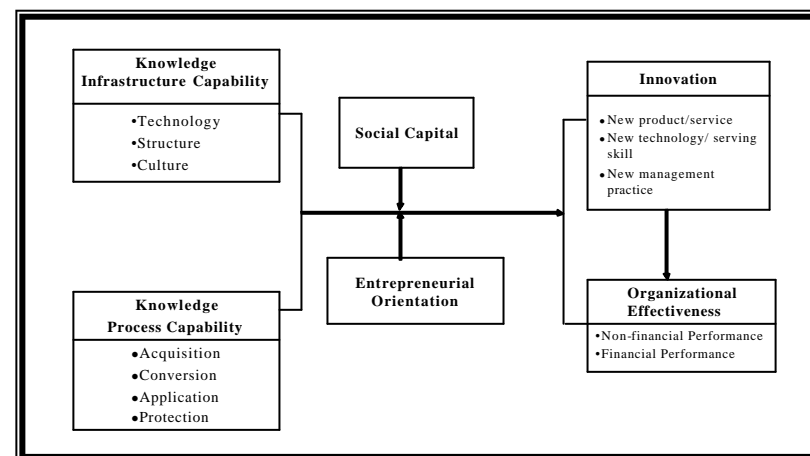 Knowledge
Infrastructure Capability
•Technology
•Structure
•Culture
Knowledge
Process Capability
•Acquisition
•Conversion
•Application
•Protection
Social Capital
Entrepreneurial
Orientation
Innovation
•New product/service
•New technology/ serving
skill
•New management
practice
Organizational
Effectiveness
•Non-financial Performance
•Financial Performance